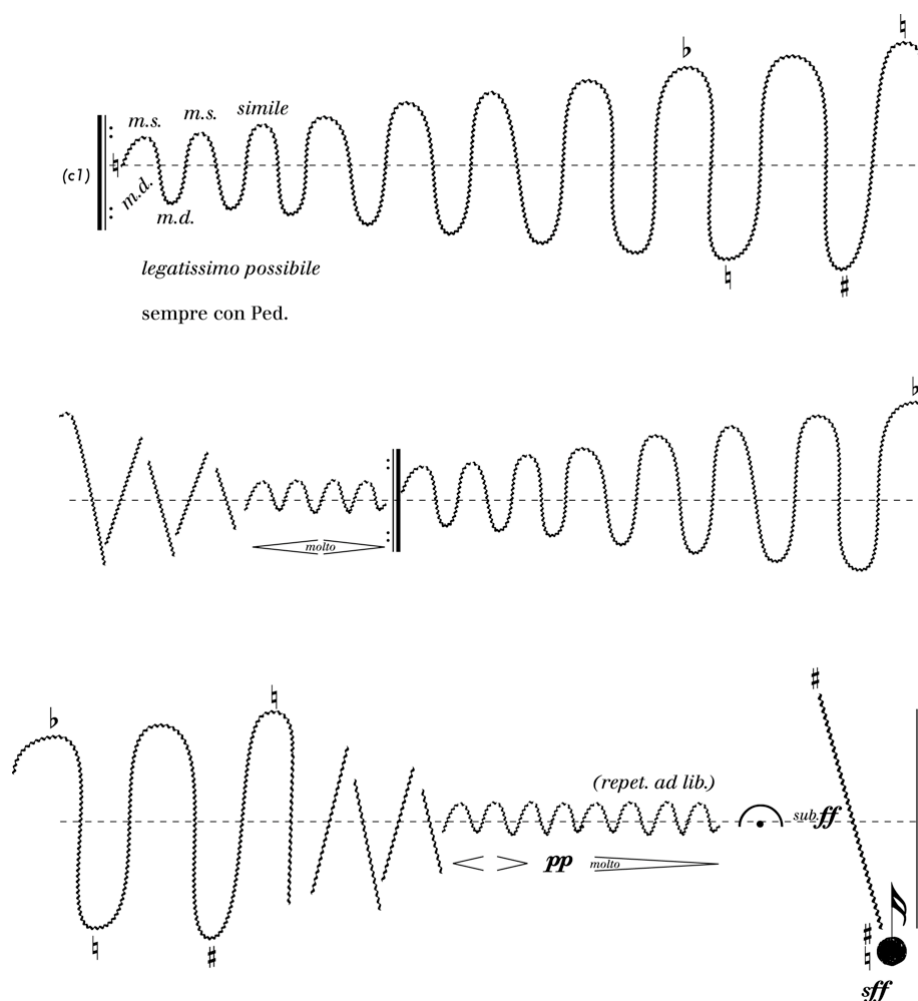 m.s. m.s. simile
(c1) m.d. m.d.
legatissimo possibile
sempre con Ped.
molto
(repet. ad lib.)
sub. ff
pp molto
sff